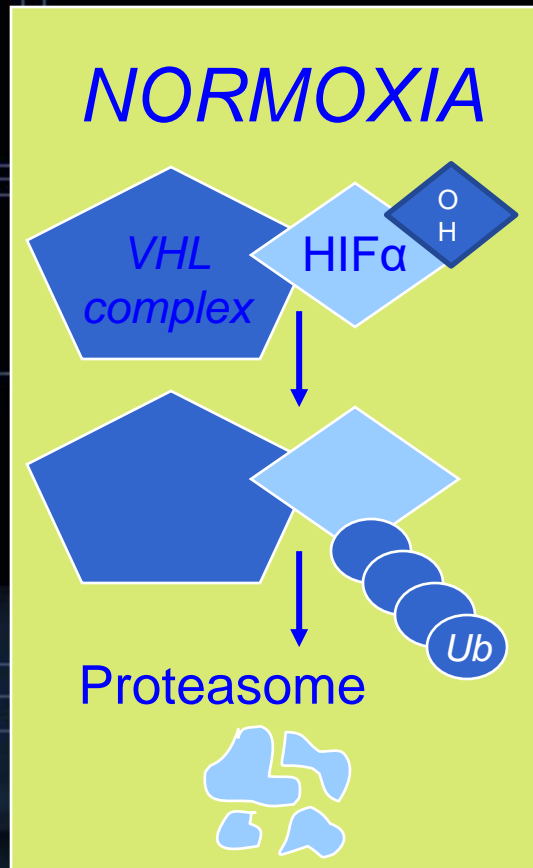 NORMOXIA
VHL
complex
HIFα
O
H
Ub
Proteasome